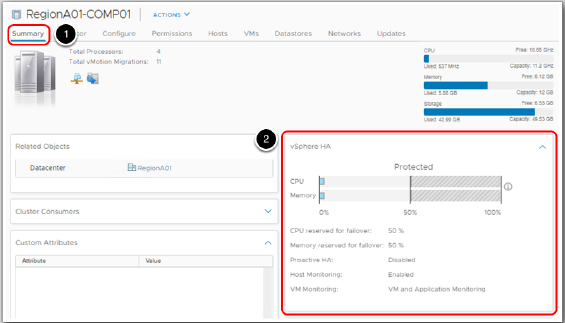 RegionA01-COMP01
ACTIONS
Summary
1
tor
Configure
Permissions
Hosts
VMs
Datastores
Networks
Updates
Total Processors: 4
Total vMotion Migrations: 11
CPU Free: 10.68 GHz
Used: 537 MHz Capacity: 11.2 GHz
Memory Free: 6.12 GB
Used: 5.88 GB Capacity: 12 GB
Storage Free: 6.55 GB
Used: 42.98 GB Capacity: 49.53 GB
2
Related Objects
Datacenter RegionA01
Cluster Consumers
Custom Attributes
Attribute Value
vSphere HA
Protected
CPU
Memory
0% 50% 100%
CPU reserved for failover: 50 %
Memory reserved for failover: 50 %
Proactive HA: Disabled
Host Monitoring: Enabled
VM Monitoring: VM and Application Monitoring